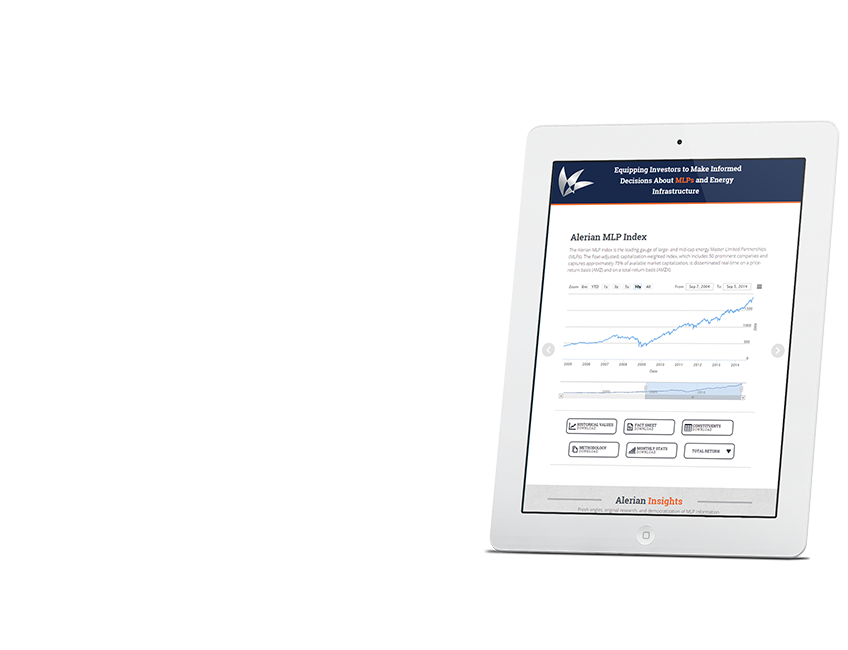 Equipping Investors to Make Informed
Decisions About MLPs and Energy
Infrastructure
Alerian MLP Index
The Alerian MLP Index is the leading gauge of large- and mid-cap energy Master Limited Partnerships
(MLPs). The float-adjusted, capitalization-weighted index, which includes 50 prominent companies and
captures approximately 75% of available market capitalization, is disseminated real-time on a price-
return basis (AMZ) and on a total-return basis (AMZX).
Zoom 6m YTD 1y 3y 5y 10y All From Sep 7, 2004 To Sep 5, 2014
1500
1000
500
0
2005 2006 2007 2008 2009 2010 2011 2012 2013 2014
Date
HISTORICAL VALUES
DOWNLOAD
FACT SHEET
DOWNLOAD
CONSTITUENTS
DOWNLOAD
METHODOLOGY
DOWNLOAD
MONTHLY STATS
DOWNLOAD
TOTAL RETURN
Alerian Insights
Fresh angles, original research, and democratization of MLP information